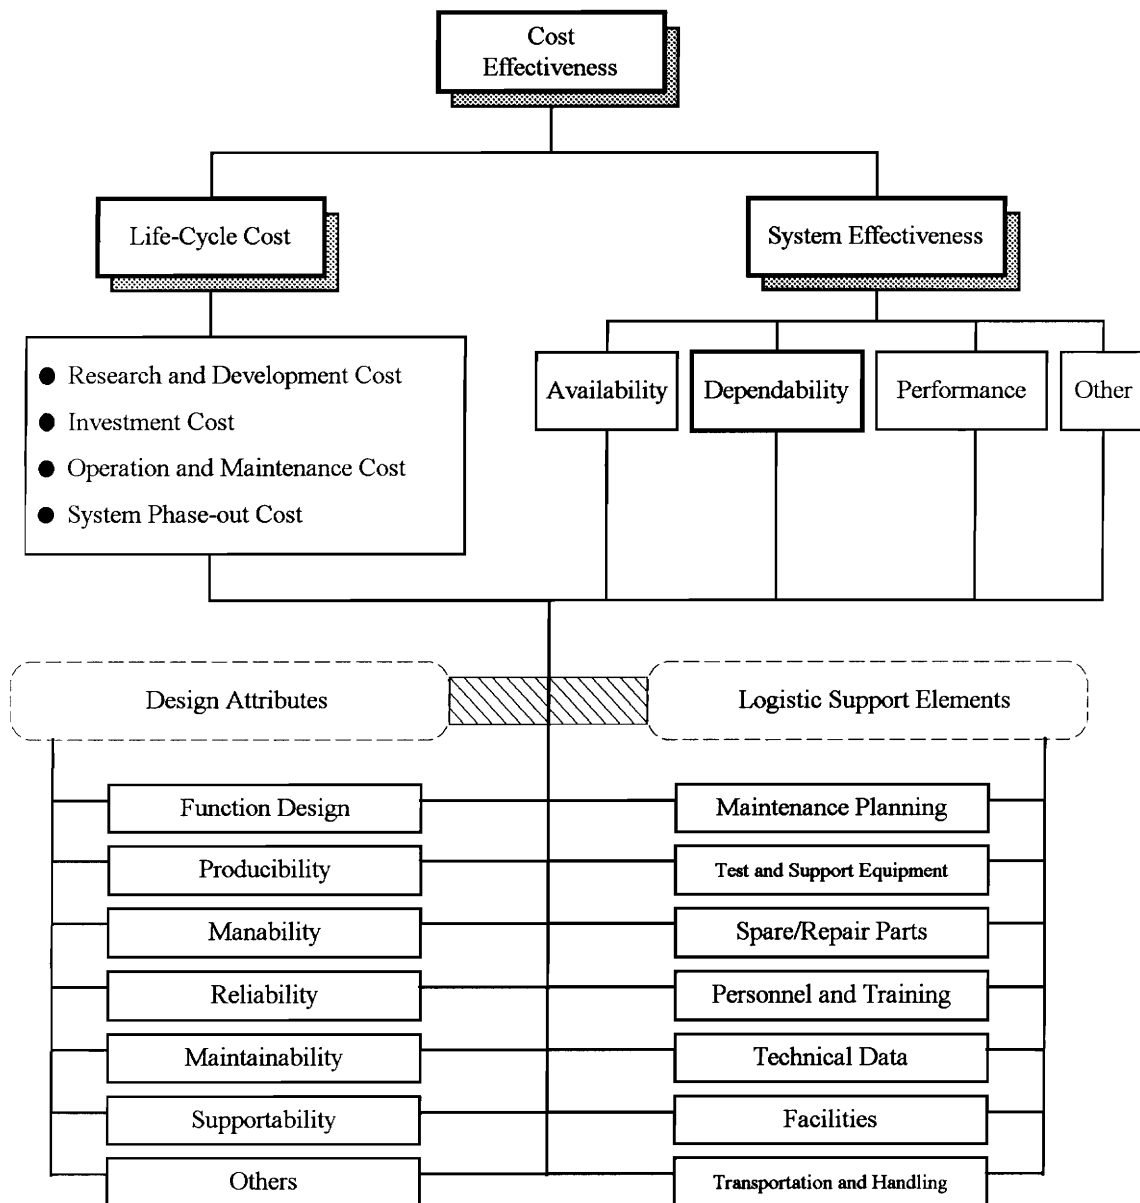 Cost
Effectiveness
Life-Cycle Cost
System Effectiveness
● Research and Development Cost
● Investment Cost
● Operation and Maintenance Cost
● System Phase-out Cost
Availability
Dependability
Performance
Other
Design Attributes
Logistic Support Elements
Function Design
Maintenance Planning
Producibility
Test and Support Equipment
Manability
Spare/Repair Parts
Reliability
Personnel and Training
Maintainability
Technical Data
Supportability
Facilities
Others
Transportation and Handling